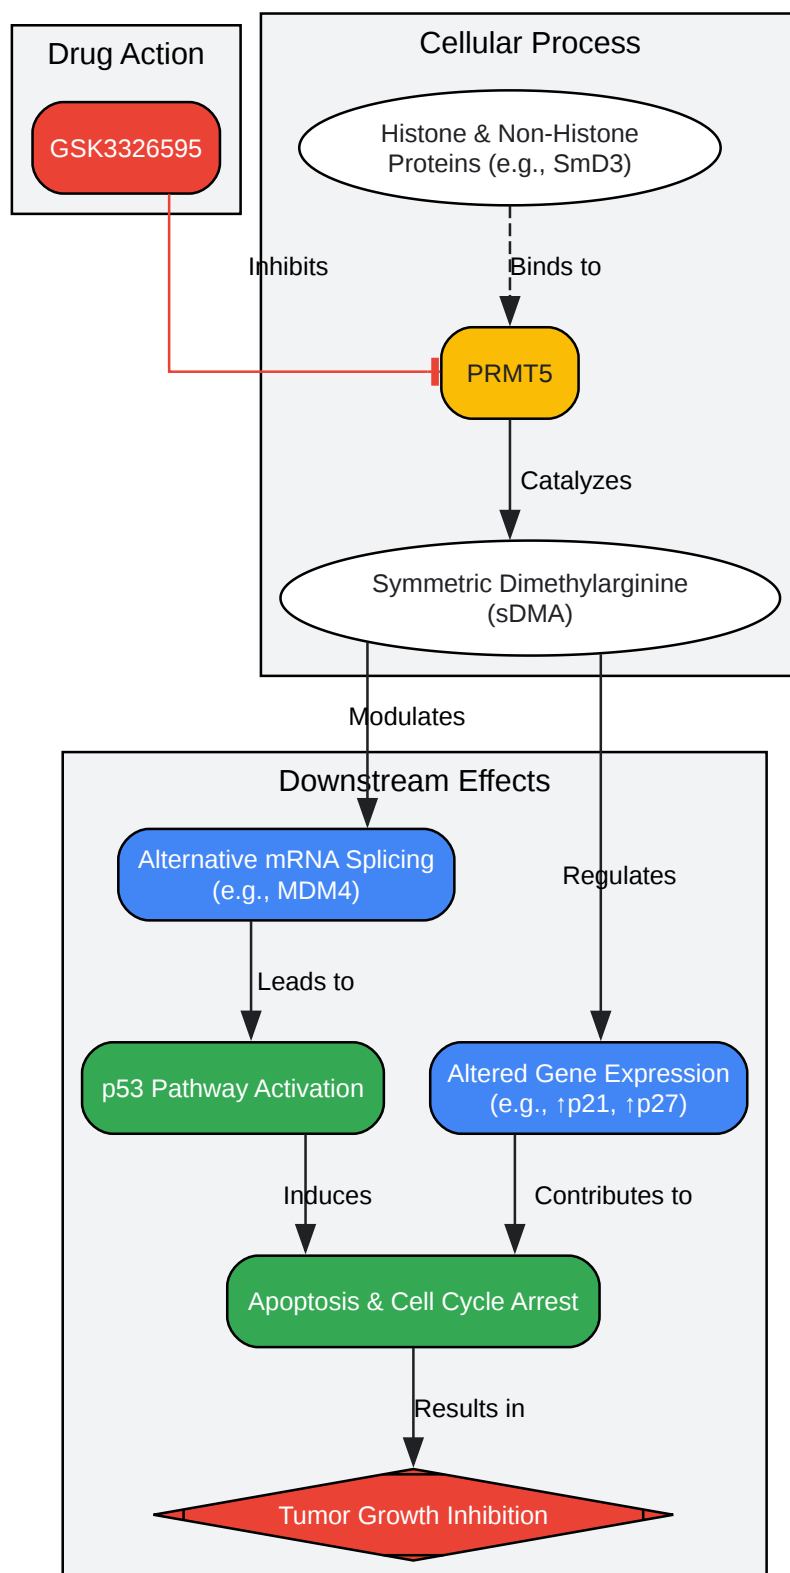 Drug Action
Cellular Process
GSK3326595
Histone & Non-Histone
Proteins (e.g., SmD3)
Inhibits
Binds to
PRMT5
Catalyzes
Symmetric Dimethylarginine
(sDMA)
Modulates
Downstream Effects
Alternative mRNA Splicing
(e.g., MDM4)
Regulates
Leads to
p53 Pathway Activation
Altered Gene Expression
(e.g., ↑p21, ↑p27)
Induces
Contributes to
Apoptosis & Cell Cycle Arrest
Results in
Tumor Growth Inhibition